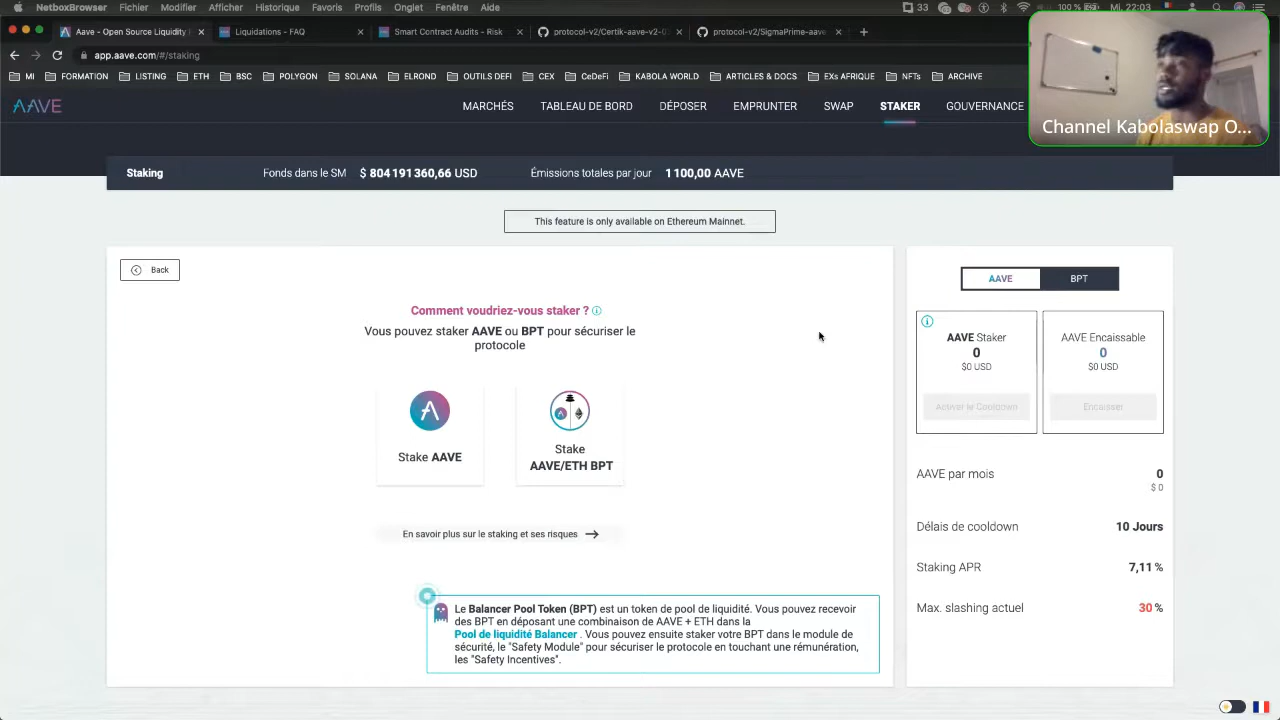 NetboxBrowser Fichier Modifier Afficher Historique Favoris Profils Onglet Fenêtre Aide
33 100 % Mi. 22:03
Aave - Open Source Liquidity
Liquidations - FAQ
Smart Contract Audits - Risk
protocol-v2/Certik-aave-v2-0
protocol-v2/SigmaPrime-aave-
app.aave.com/#/staking
MI FORMATION LISTING ETH BSC POLYGON SOLANA ELROND OUTILS DEFI CEX CeDeFi KABOLA WORLD ARTICLES & DOCS EXs AFRIQUE NFTs ARCHIVE
AAVE
MARCHÉS TABLEAU DE BORD DÉPOSER EMPRUNTER SWAP STAKER GOUVERNANCE
Channel Kabolaswap O...
Staking Fonds dans le SM $ 804 191 360,66 USD Émissions totales par jour 1 100,00 AAVE
This feature is only available on Ethereum Mainnet.
Back
Comment voudriez-vous staker ?
Vous pouvez staker AAVE ou BPT pour sécuriser le
protocole
Stake AAVE
Stake
AAVE/ETH BPT
En savoir plus sur le staking et ses risques
Le Balancer Pool Token (BPT) est un token de pool de liquidité. Vous pouvez recevoir
des BPT en déposant une combinaison de AAVE + ETH dans la
Pool de liquidité Balancer . Vous pouvez ensuite staker votre BPT dans le module de
sécurité, le "Safety Module" pour sécuriser le protocole en touchant une rémunération,
les "Safety Incentives".
AAVE BPT
AAVE Staker
0
$0 USD
Activer le Cooldown
AAVE Encaissable
0
$0 USD
Encaisser
AAVE par mois 0
$ 0
Délais de cooldown 10 Jours
Staking APR 7,11 %
Max. slashing actuel 30 %